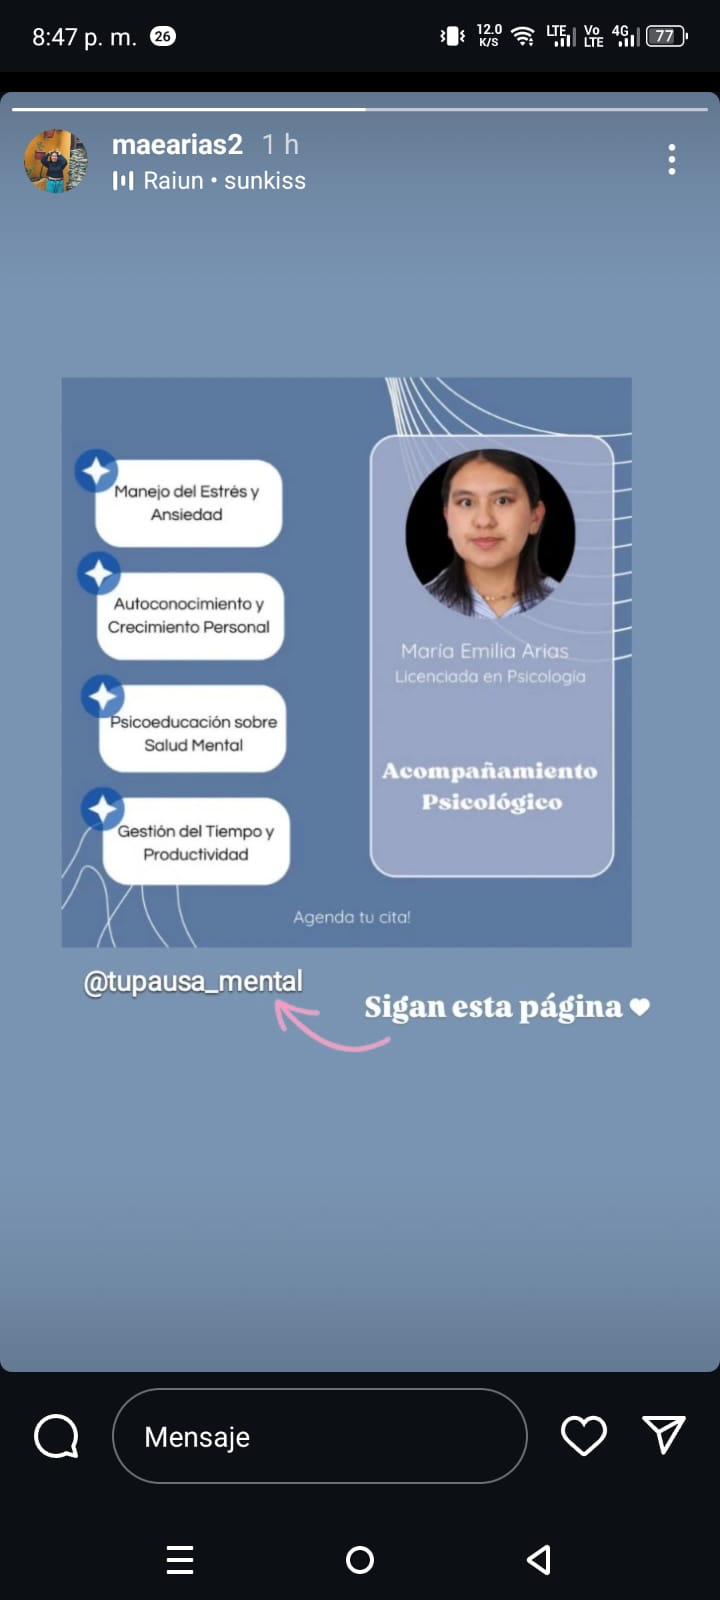 8:47 p. m. 26
12.0 K/S LTE Vo LTE 4G 77
maearias2 1 h
Raiun • sunkiss
Manejo del Estrés y
Ansiedad
Autoconocimiento y
Crecimiento Personal
Psicoeducación sobre
Salud Mental
Gestión del Tiempo y
Productividad
María Emilia Arias
Licenciada en Psicología
Acompañamiento
Psicológico
Agenda tu cita!
@tupausa_mental
Sigan esta página
Mensaje